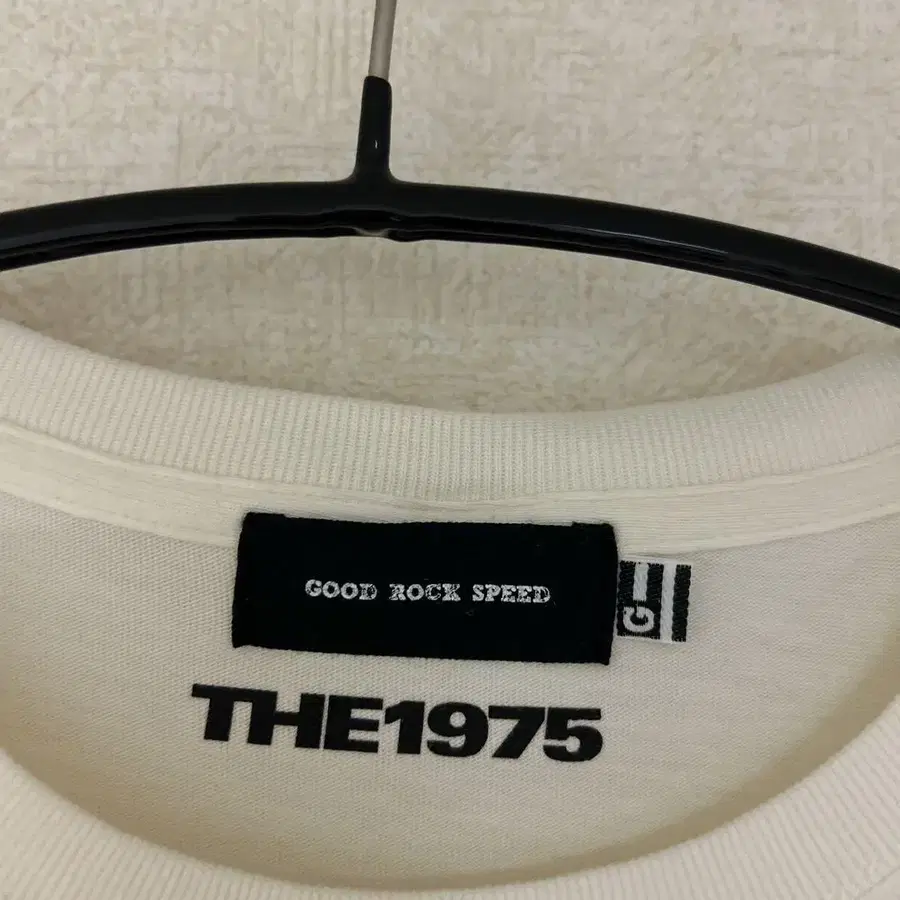 GOOD ROCK SPEED
G
THE1975